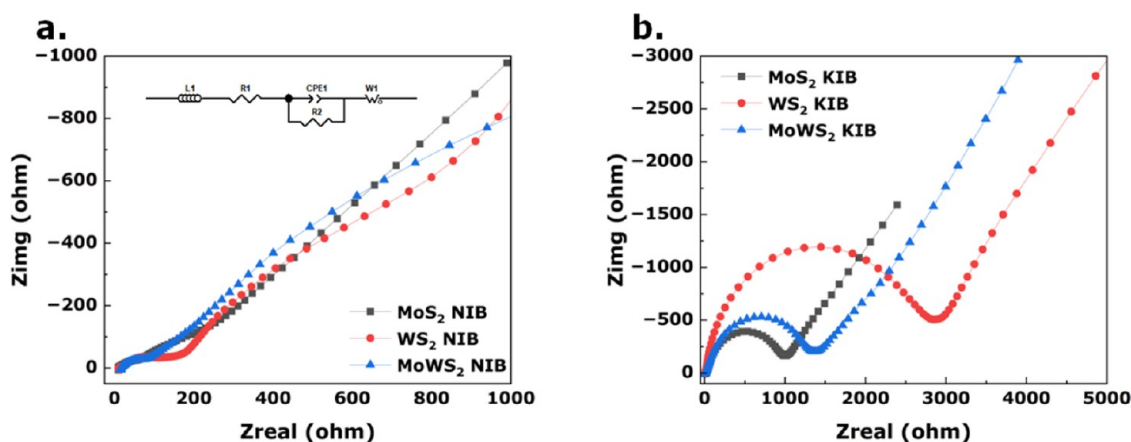 a.
−1000
−800
−600
−400
−200
0
Zimg (ohm)
L1
R1
CPE1
R2
W1
MoS₂ NIB
WS₂ NIB
MoWS₂ NIB
0 200 400 600 800 1000
Zreal (ohm)
b.
−3000
−2500
−2000
−1500
−1000
−500
0
Zimg (ohm)
MoS₂ KIB
WS₂ KIB
MoWS₂ KIB
0 1000 2000 3000 4000 5000
Zreal (ohm)